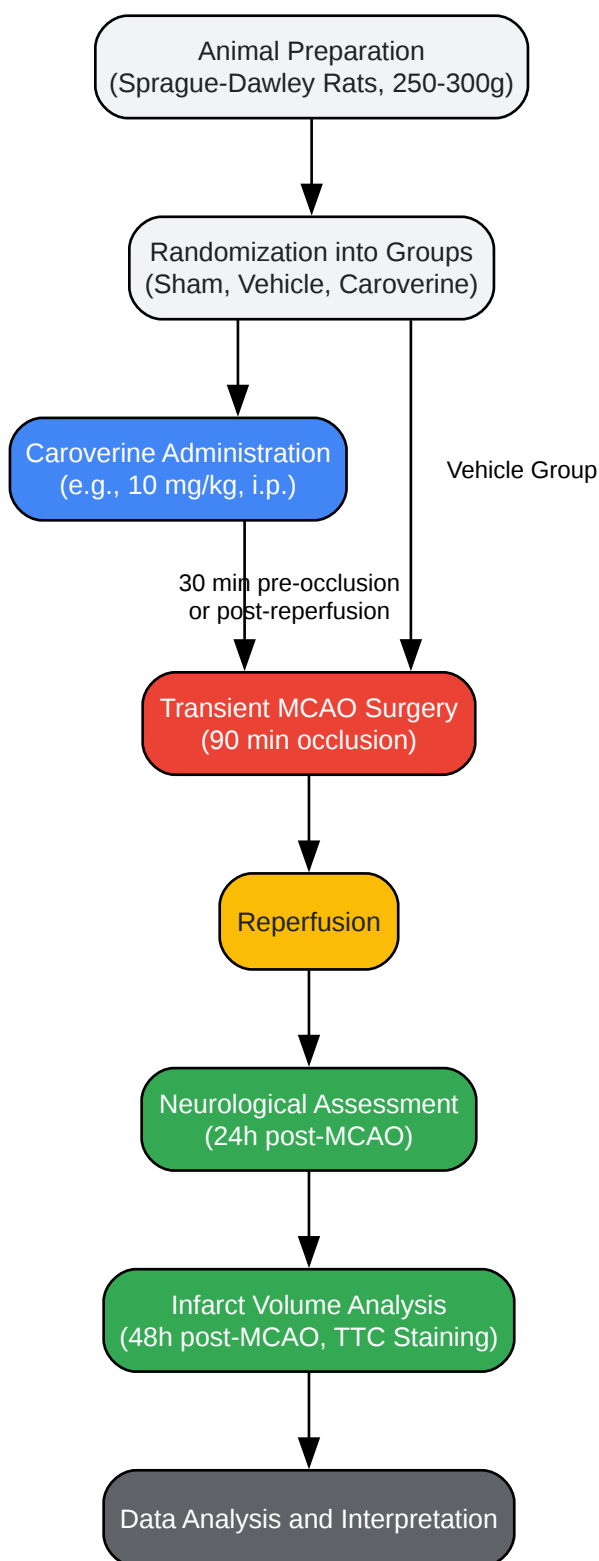 Animal Preparation
(Sprague-Dawley Rats, 250-300g)
Randomization into Groups
(Sham, Vehicle, Caroverine)
Caroverine Administration
(e.g., 10 mg/kg, i.p.)
Vehicle Group
30 min pre-occlusion
or post-reperfusion
Transient MCAO Surgery
(90 min occlusion)
Reperfusion
Neurological Assessment
(24h post-MCAO)
Infarct Volume Analysis
(48h post-MCAO, TTC Staining)
Data Analysis and Interpretation